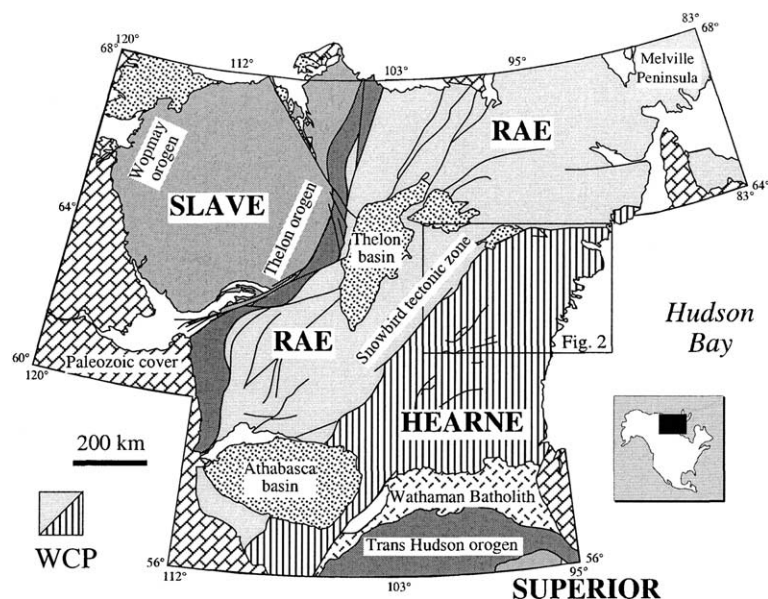 83°
120°
68°
68°
112°
103°
95°
Melville
Peninsula
RAE
Wopmay
orogen
64°
83°
64°
SLAVE
Thelon orogen
Thelon
basin
Snowbird tectonic zone
Hudson
Bay
60°
120°
Paleozoic cover
RAE
Fig. 2
HEARNE
200 km
Athabasca
basin
Wathaman Batholith
WCP
Trans Hudson orogen
56°
112°
103°
56°
95°
SUPERIOR